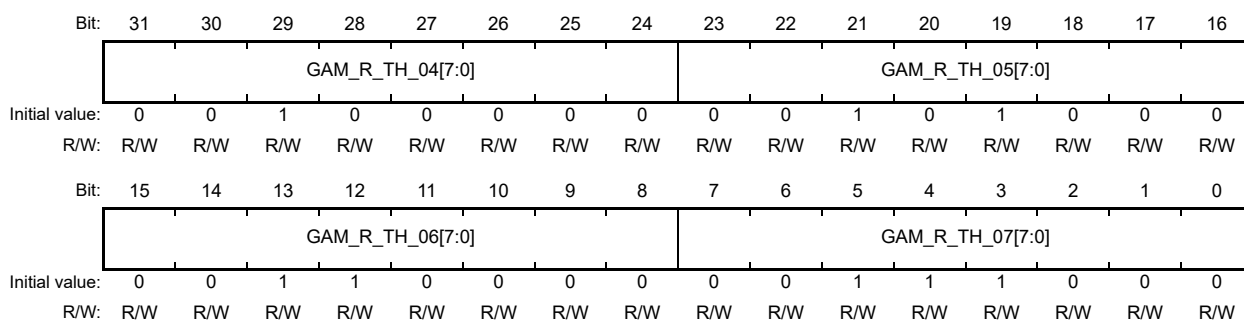 Bit: 31 30 29 28 27 26 25 24 23 22 21 20 19 18 17 16
GAM_R_TH_04[7:0] GAM_R_TH_05[7:0]
Initial value: 0 0 1 0 0 0 0 0 0 0 1 0 1 0 0 0
R/W: R/W R/W R/W R/W R/W R/W R/W R/W R/W R/W R/W R/W R/W R/W R/W R/W
Bit: 15 14 13 12 11 10 9 8 7 6 5 4 3 2 1 0
GAM_R_TH_06[7:0] GAM_R_TH_07[7:0]
Initial value: 0 0 1 1 0 0 0 0 0 0 1 1 1 0 0 0
R/W: R/W R/W R/W R/W R/W R/W R/W R/W R/W R/W R/W R/W R/W R/W R/W R/W